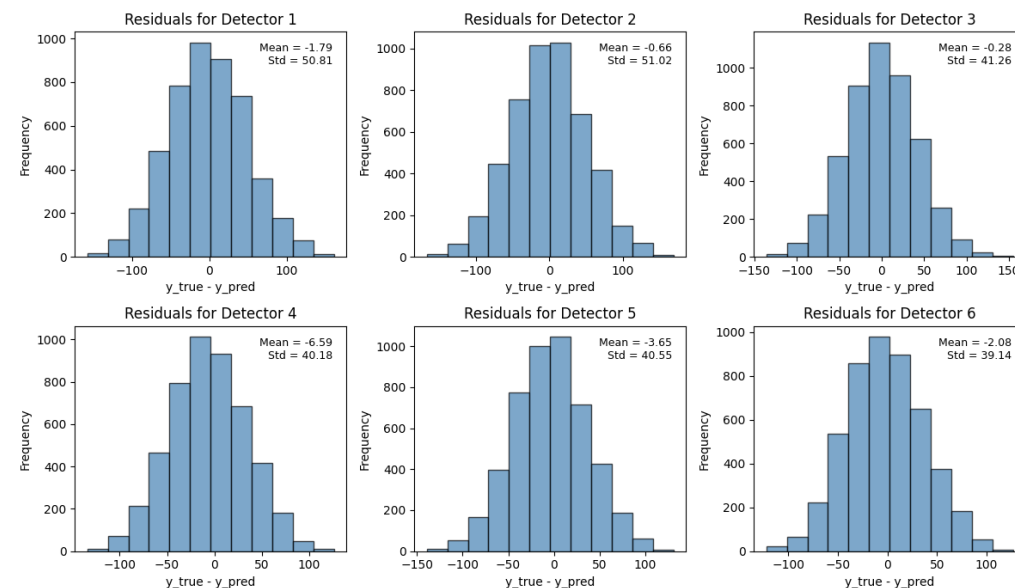 Residuals for Detector 1
Mean = -1.79
Std = 50.81
Frequency
1000
800
600
400
200
0
−100
0
100
y_true - y_pred
Residuals for Detector 2
Mean = -0.66
Std = 51.02
Frequency
1000
800
600
400
200
0
−100
0
100
y_true - y_pred
Residuals for Detector 3
Mean = -0.28
Std = 41.26
Frequency
1000
800
600
400
200
0
−150
−100
−50
0
50
100
y_true - y_pred
Residuals for Detector 4
Mean = -6.59
Std = 40.18
Frequency
1000
800
600
400
200
0
−100
−50
0
50
100
y_true - y_pred
Residuals for Detector 5
Mean = -3.65
Std = 40.55
Frequency
1000
800
600
400
200
0
−150
−100
−50
0
50
100
y_true - y_pred
Residuals for Detector 6
Mean = -2.08
Std = 39.14
Frequency
1000
800
600
400
200
0
−100
−50
0
50
100
y_true - y_pred